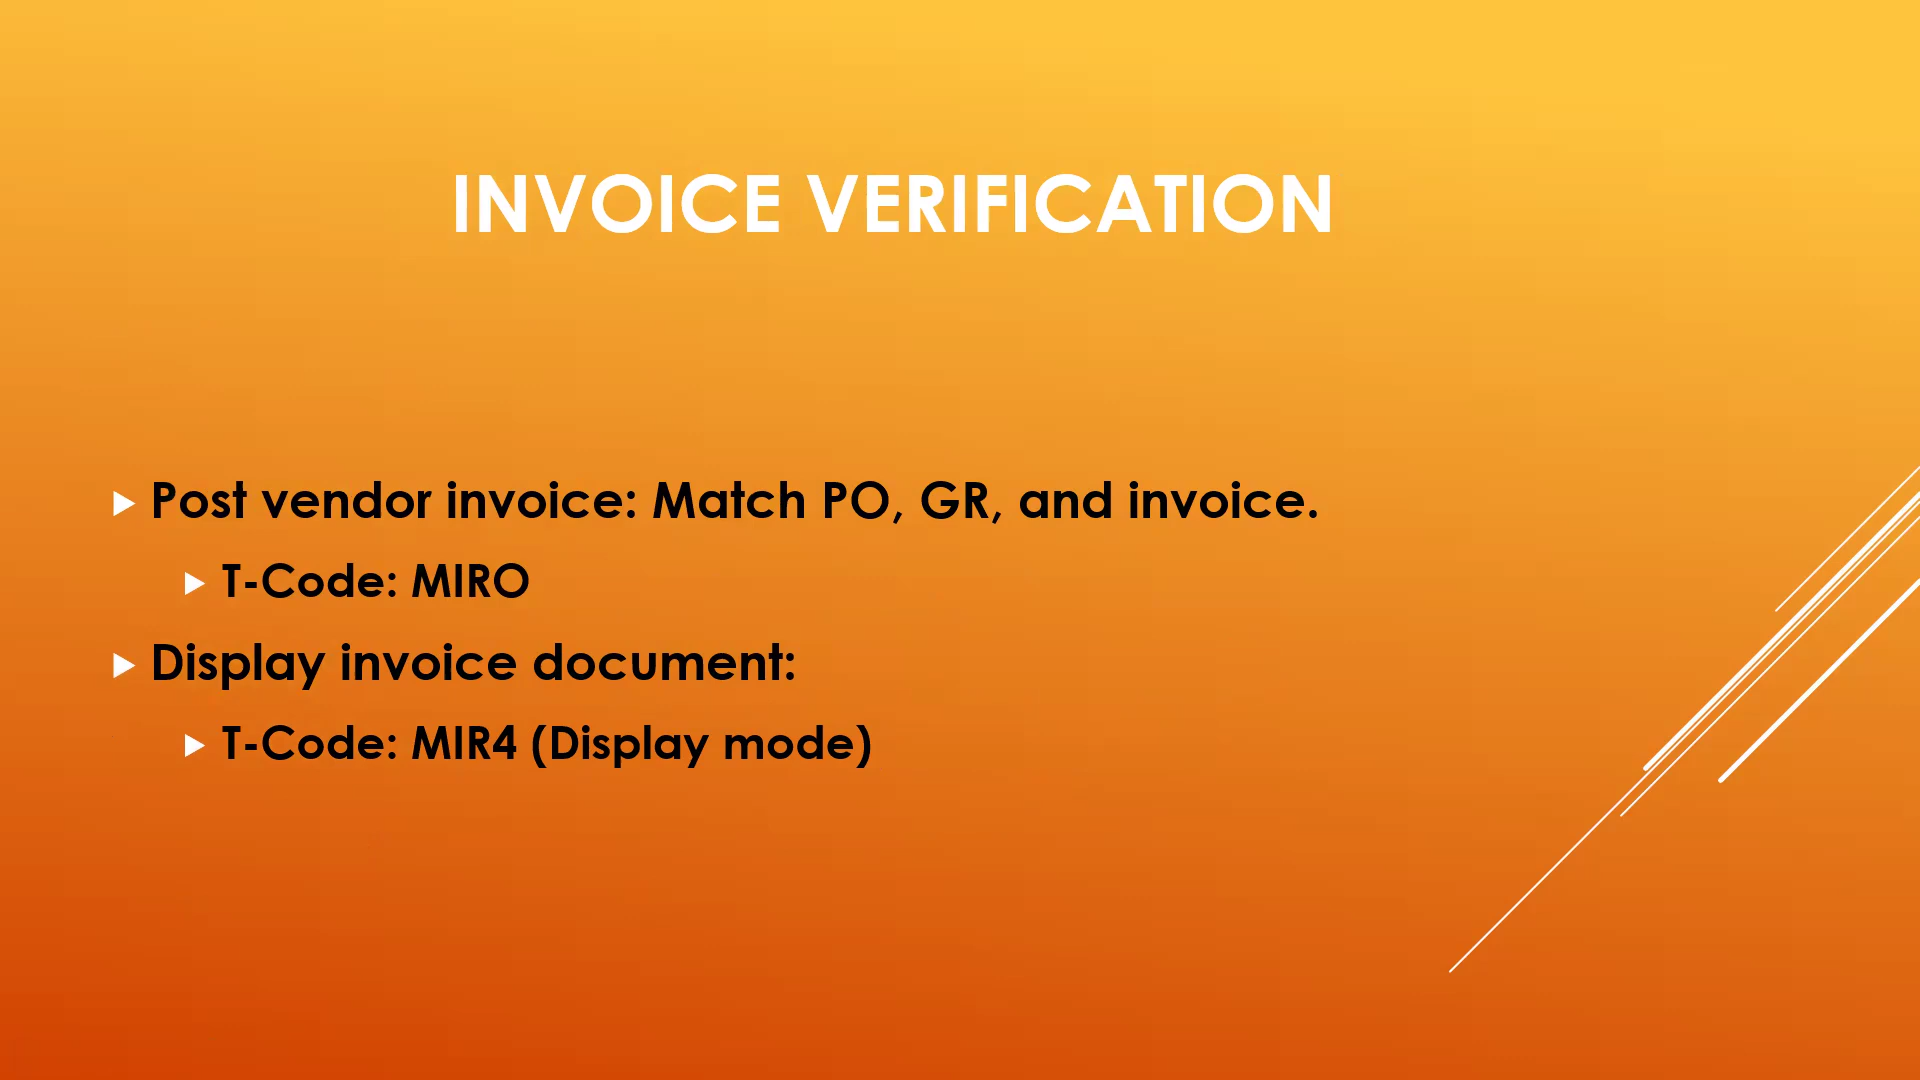 INVOICE VERIFICATION
Post vendor invoice: Match PO, GR, and invoice.
T-Code: MIRO
Display invoice document:
T-Code: MIR4 (Display mode)